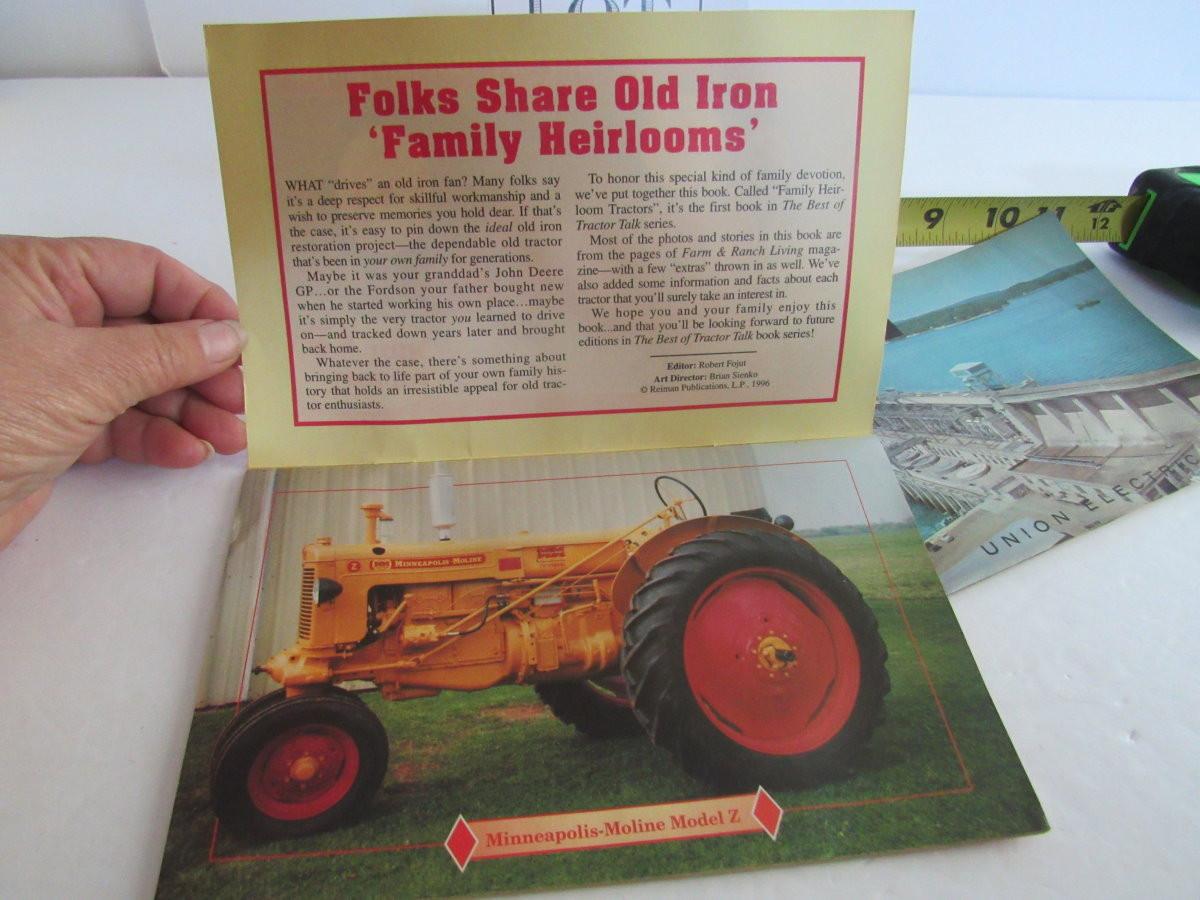 LOT
Folks Share Old Iron
‘Family Heirlooms’
WHAT “drives” an old iron fan? Many folks say
it’s a deep respect for skillful workmanship and a
wish to preserve memories you hold dear. If that’s
the case, it’s easy to pin down the ideal old iron
restoration project—the dependable old tractor
that’s been in your own family for generations.
Maybe it was your granddad’s John Deere
GP...or the Fordson your father bought new
when he started working his own place...maybe
it’s simply the very tractor you learned to drive
on—and tracked down years later and brought
back home.
Whatever the case, there’s something about
bringing back to life part of your own family his-
tory that holds an irresistible appeal for old trac-
tor enthusiasts.
To honor this special kind of family devotion,
we’ve put together this book. Called “Family Heir-
loom Tractors”, it’s the first book in The Best of
Tractor Talk series.
Most of the photos and stories in this book are
from the pages of Farm & Ranch Living maga-
zine—with a few “extras” thrown in as well. We’ve
also added some information and facts about each
tractor that you’ll surely take an interest in.
We hope you and your family enjoy this
book...and that you’ll be looking forward to future
editions in The Best of Tractor Talk book series!
Editor: Robert Fojut
Art Director: Brian Sienko
© Reiman Publications, L.P., 1996
9 10 11 12
UNION ELECTRIC
Z MINNEAPOLIS-MOLINE
Minneapolis-Moline Model Z